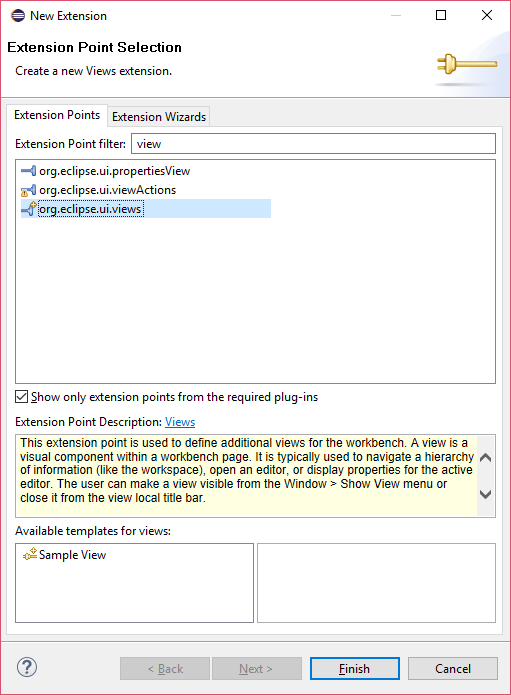 New Extension
Extension Point Selection
Create a new Views extension.
Extension Points
Extension Wizards
Extension Point filter:
view
org.eclipse.ui.propertiesView
org.eclipse.ui.viewActions
org.eclipse.ui.views
Show only extension points from the required plug-ins
Extension Point Description: Views
This extension point is used to define additional views for the workbench. A view is a
visual component within a workbench page. It is typically used to navigate a hierarchy
of information (like the workspace), open an editor, or display properties for the active
editor. The user can make a view visible from the Window > Show View menu or
close it from the view local title bar.
Available templates for views:
Sample View
?
< Back
Next >
Finish
Cancel